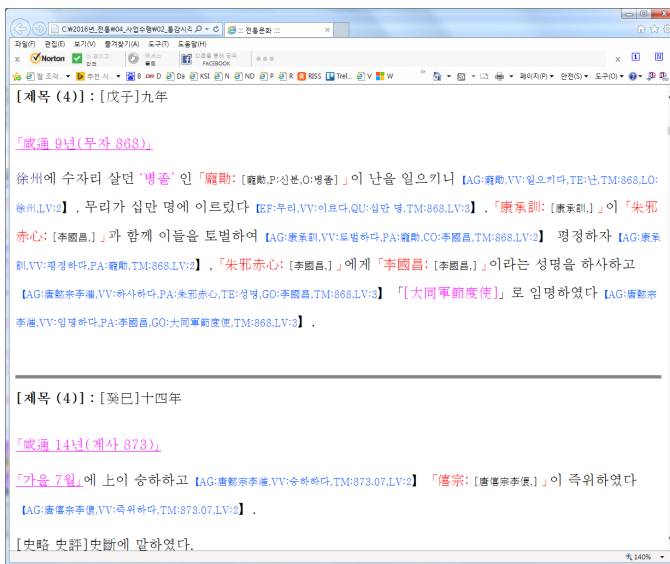 C:₩2016년_전통₩04_사업수행₩02_통감시리
::: 전통문화 :::
파일(F) 편집(E) 보기(V) 즐겨찾기(A) 도구(T) 도움말(H)
Norton
안전
FACEBOOK
페이지(P) 안전(S) 도구(O)
[제목 (4)] : [戊子]九年
「咸通 9년(무자 868)」
徐州에 수자리 살던 '병졸' 인 「龐勛: [龐勛,P:신분,O:병졸] 」이 난을 일으키니 【AG:龐勛,VV:일으키다,TE:난,TM:868,LO:
徐州,LV:2】 , 무리가 십만 명에 이르렀다 【EF:무리,VV:이르다,QU:십만 명,TM:868,LV:3】 . 「康承訓: [康承訓,] 」이 「朱邪
赤心: [李國昌,] 」과 함께 이들을 토벌하여 【AG:康承訓,VV:토벌하다,PA:龐勛,CO:李國昌,TM:868,LV:2】 평정하자 【AG:康承
訓,VV:평정하다,PA:龐勛,TM:868,LV:2】 , 「朱邪赤心: [李國昌,] 」에게 「李國昌: [李國昌,] 」이라는 성명을 하사하고
【AG:唐懿宗李漼,VV:하사하다,PA:朱邪赤心,TE:성명,GO:李國昌,TM:868,LV:3】 「[大同軍節度使]」로 임명하였다 【AG:唐懿宗
李漼,VV:임명하다,PA:李國昌,GO:大同軍節度使,TM:868,LV:3】 .
[제목 (4)] : [癸巳]十四年
「咸通 14년(계사 873)」
「가을 7월」에 上이 승하하고 【AG:唐懿宗李漼,VV:승하하다,TM:873.07,LV:2】 「僖宗: [唐僖宗李儇,] 」이 즉위하였다
【AG:唐僖宗李儇,VV:즉위하다,TM:873.07,LV:2】 .
[史略 史評]史斷에 말하였다.
140%